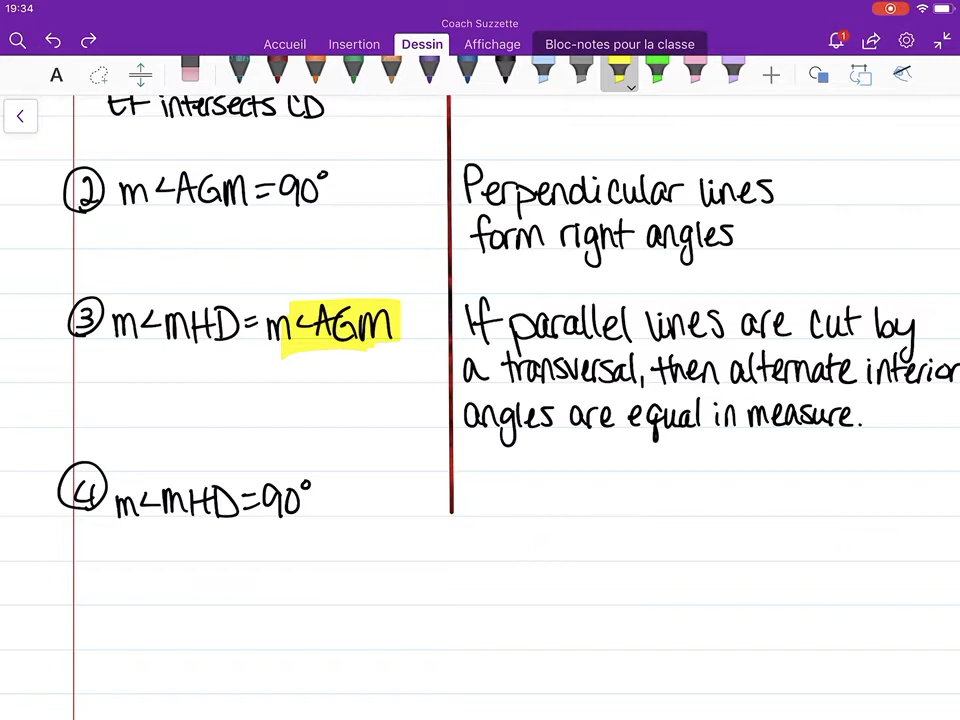 19:34
Coach Suzette
Accueil Insertion Dessin Affichage Bloc-notes pour la classe
1
A
EF intersects CD
② m∠AGM = 90°
Perpendicular lines
form right angles
③ m∠MHD = m∠AGM
If parallel lines are cut by
a transversal, then alternate interior
angles are equal in measure.
④ m∠MHD = 90°